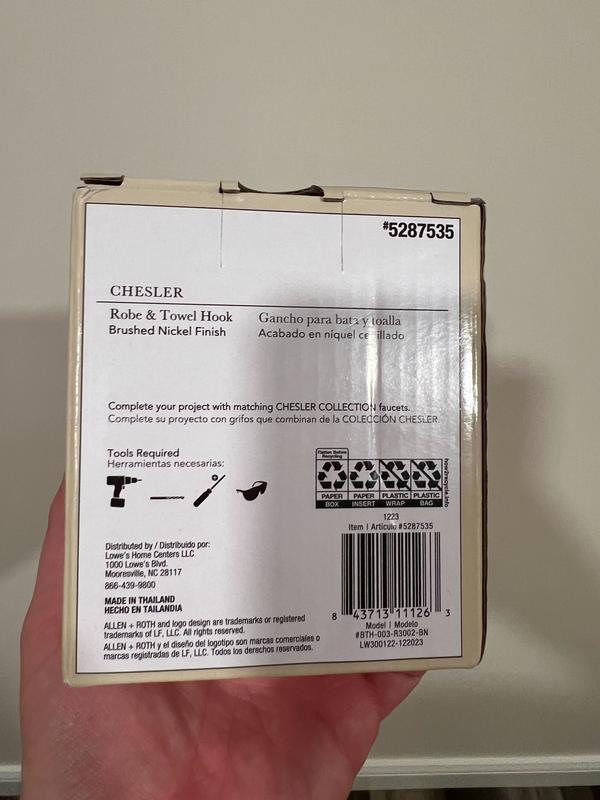 #5287535
CHESLER
Robe & Towel Hook
Brushed Nickel Finish
Gancho para bata y toalla
Acabado en níquel cepillado
Complete your project with matching CHESLER COLLECTION faucets.
Complete su proyecto con grifos que combinan de la COLECCIÓN CHESLER.
Tools Required
Herramientas necesarias:
Flatten Before
Recycling
PAPER
BOX
PAPER
INSERT
PLASTIC
WRAP
PLASTIC
BAG
how2recycle.info
1223
Item | Artículo #5287535
8 43713 11126 3
Model | Modelo
#BTH-003-R3002-BN
LW300122-122023
Distributed by / Distribuido por:
Lowe's Home Centers LLC
1000 Lowe's Blvd.
Mooresville, NC 28117
866-439-9800
MADE IN THAILAND
HECHO EN TAILANDIA
ALLEN + ROTH and logo design are trademarks or registered
trademarks of LF, LLC. All rights reserved.
ALLEN + ROTH y el diseño del logotipo son marcas comerciales o
marcas registradas de LF, LLC. Todos los derechos reservados.